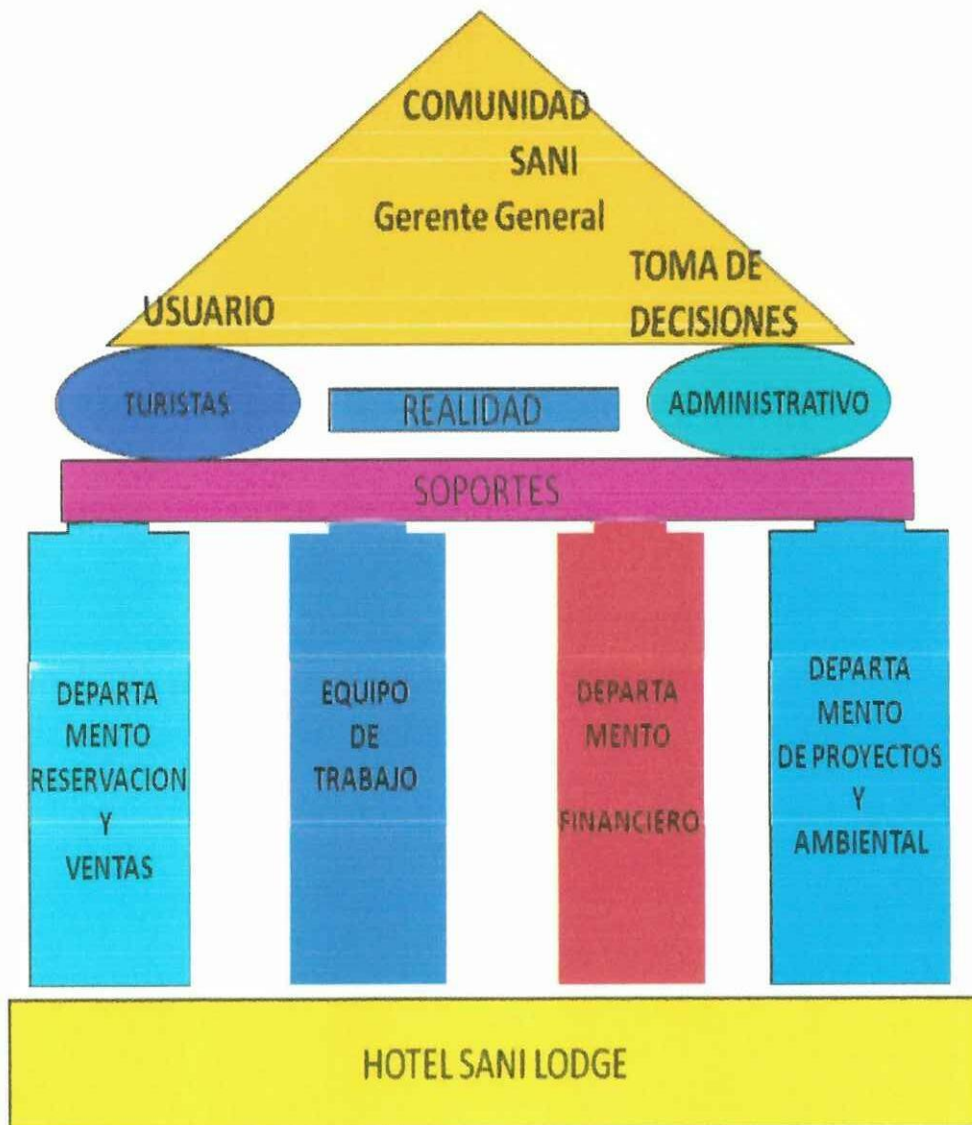 COMUNIDAD
SANI
Gerente General
TOMA DE
DECISIONES
USUARIO
TURISTAS
REALIDAD
ADMINISTRATIVO
SOPORTES
DEPARTA
MENTO
RESERVACION
Y
VENTAS
EQUIPO
DE
TRABAJO
DEPARTA
MENTO
FINANCIERO
DEPARTA
MENTO
DE PROYECTOS
Y
AMBIENTAL
HOTEL SANI LODGE